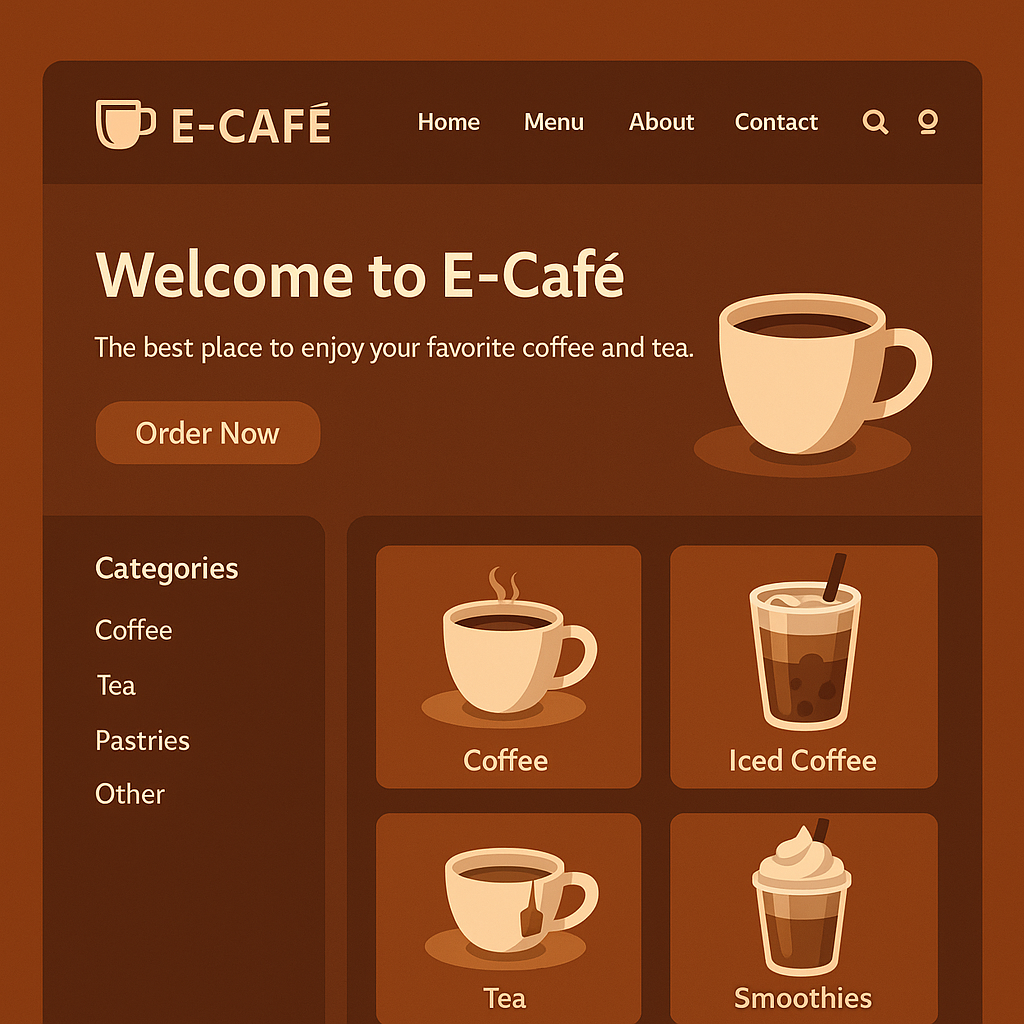 E-CAFÉ
Home Menu About Contact
Welcome to E-Café
The best place to enjoy your favorite coffee and tea.
Order Now
Categories
Coffee
Tea
Pastries
Other
Coffee
Iced Coffee
Tea
Smoothies